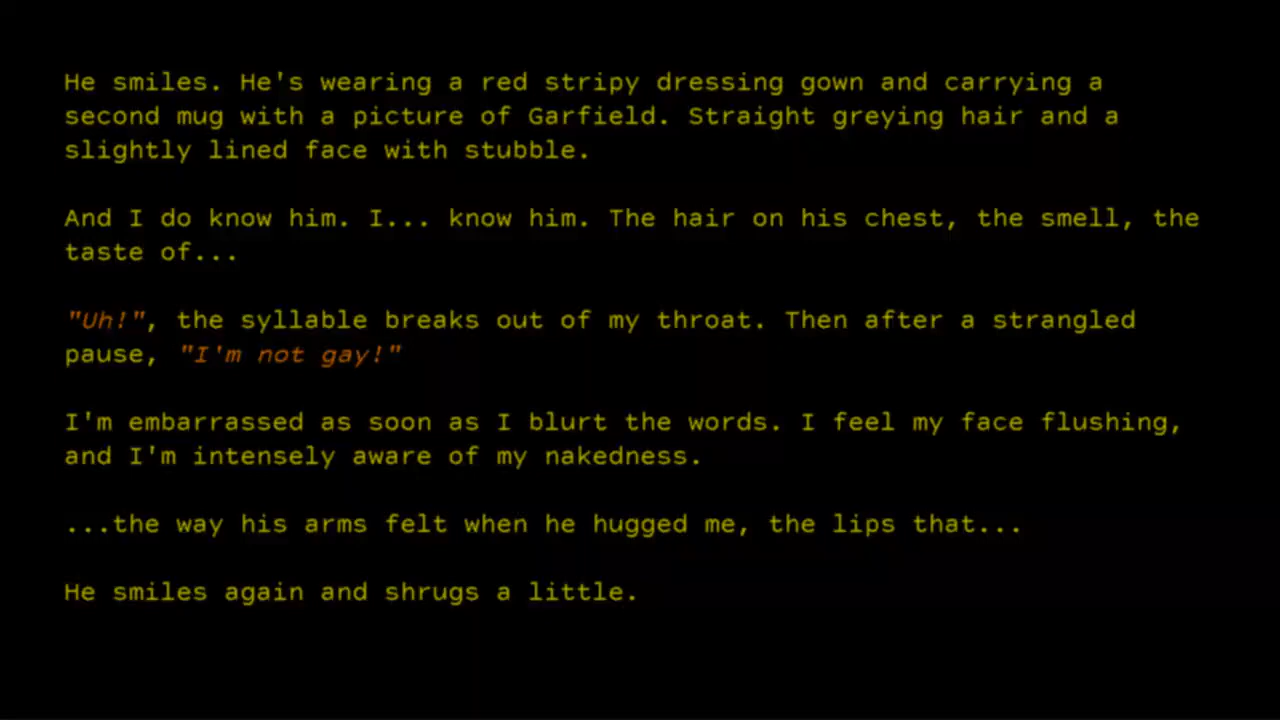 He smiles. He's wearing a red stripy dressing gown and carrying a
second mug with a picture of Garfield. Straight greying hair and a
slightly lined face with stubble.
And I do know him. I... know him. The hair on his chest, the smell, the
taste of...
"Uh!", the syllable breaks out of my throat. Then after a strangled
pause, "I'm not gay!"
I'm embarrassed as soon as I blurt the words. I feel my face flushing,
and I'm intensely aware of my nakedness.
...the way his arms felt when he hugged me, the lips that...
He smiles again and shrugs a little.